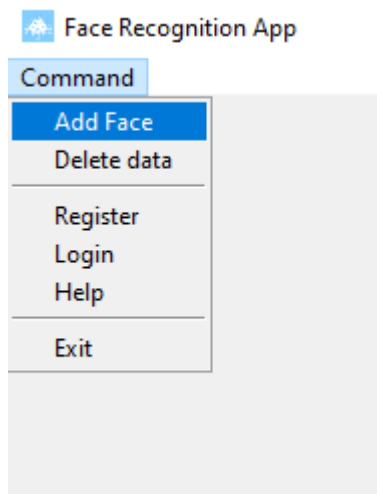 Face Recognition App
Command
Add Face
Delete data
Register
Login
Help
Exit